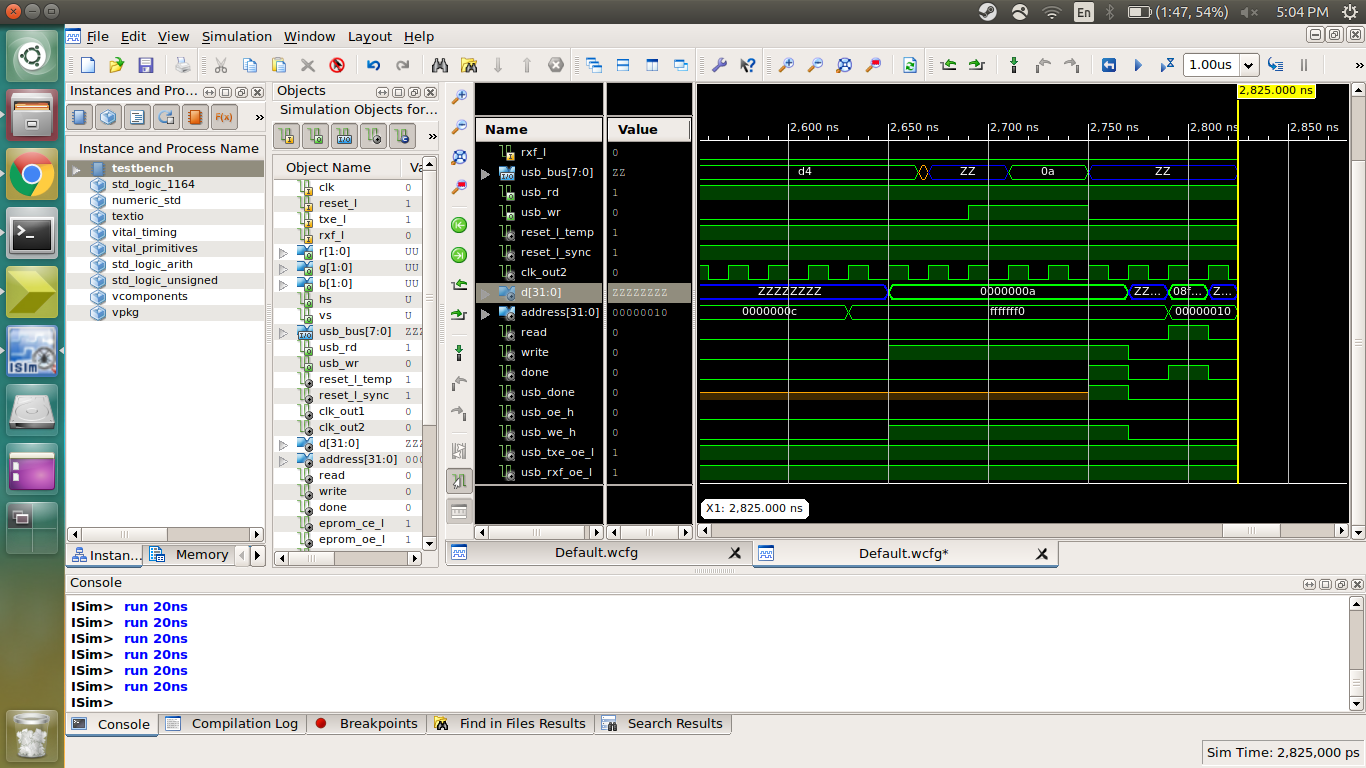 En
(1:47, 54%)
5:04 PM
File Edit View Simulation Window Layout Help
1.00us
»
Instances and Pro...
F(x)
»
Instance and Process Name
testbench
std_logic_1164
numeric_std
textio
vital_timing
vital_primitives
std_logic_arith
std_logic_unsigned
vcomponents
vpkg
Instan...
Memory
Objects
Simulation Objects for...
»
Object Name
Va
clk 0
reset_l 1
txe_l 1
rxf_l 0
r[1:0] UU
g[1:0] UU
b[1:0] UU
hs U
vs U
usb_bus[7:0] ZZ
usb_rd 1
usb_wr 0
reset_l_temp 1
reset_l_sync 1
clk_out1 0
clk_out2 0
d[31:0] ZZ
address[31:0] 00
read 0
write 0
done 0
eprom_ce_l 1
eprom_oe_l 1
Name Value
rxf_l 0
usb_bus[7:0] ZZ
usb_rd 1
usb_wr 0
reset_l_temp 1
reset_l_sync 1
clk_out2 0
d[31:0] ZZZZZZZZ
address[31:0] 00000010
read 0
write 0
done 0
usb_done 0
usb_oe_h 0
usb_we_h 0
usb_txe_oe_l 1
usb_rxf_oe_l 1
2,825.000 ns
2,600 ns 2,650 ns 2,700 ns 2,750 ns 2,800 ns 2,850 ns
d4 ZZ 0a ZZ
ZZZZZZZZ 0000000a ZZ... 08f... Z...
0000000c fffffff0 00000010
X1: 2,825.000 ns
Default.wcfg
Default.wcfg*
Console
ISim> run 20ns
ISim> run 20ns
ISim> run 20ns
ISim> run 20ns
ISim> run 20ns
ISim> run 20ns
ISim>
Console
Compilation Log
Breakpoints
Find in Files Results
Search Results
Sim Time: 2,825,000 ps
ISim